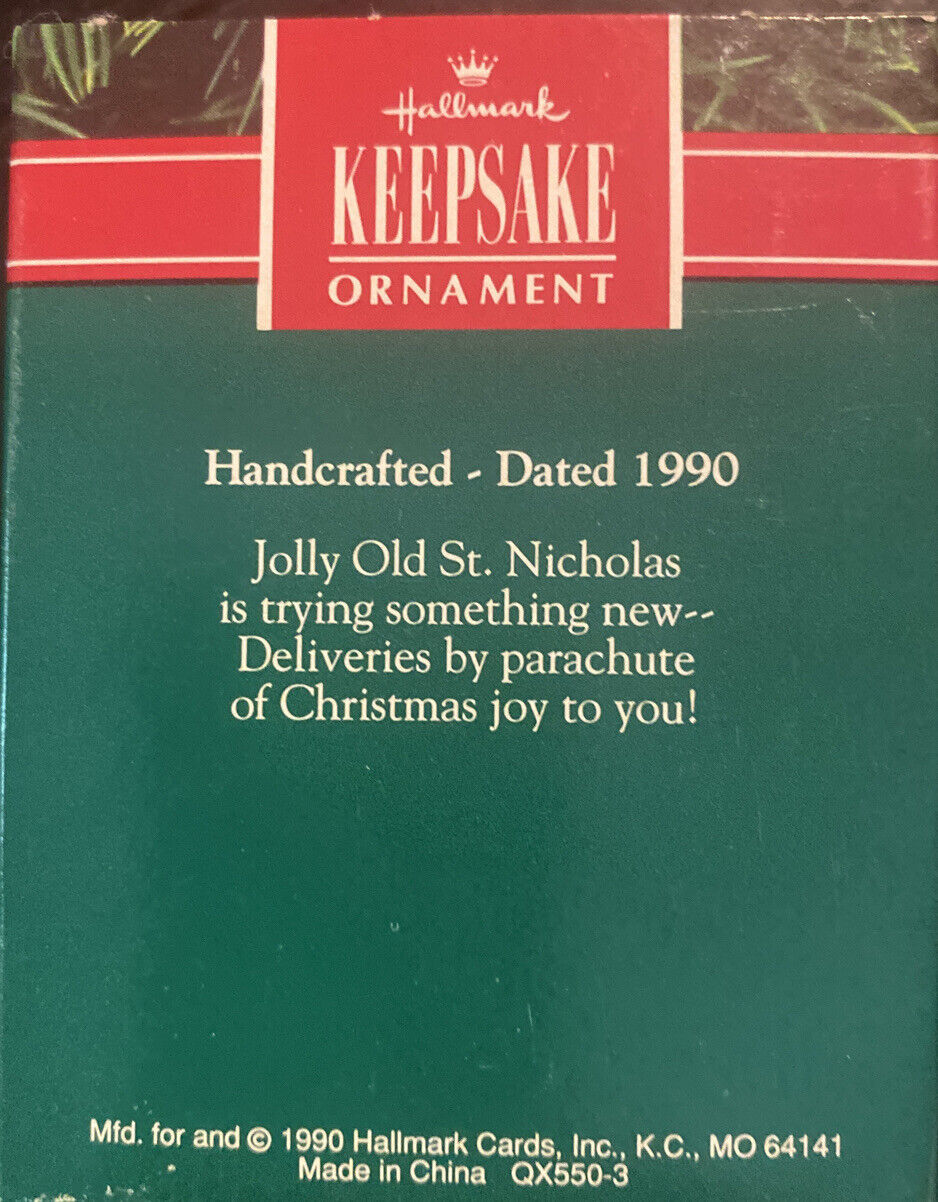 Hallmark
KEEPSAKE
ORNAMENT
Handcrafted - Dated 1990
Jolly Old St. Nicholas
is trying something new--
Deliveries by parachute
of Christmas joy to you!
Mfd. for and © 1990 Hallmark Cards, Inc., K.C., MO 64141
Made in China QX550-3